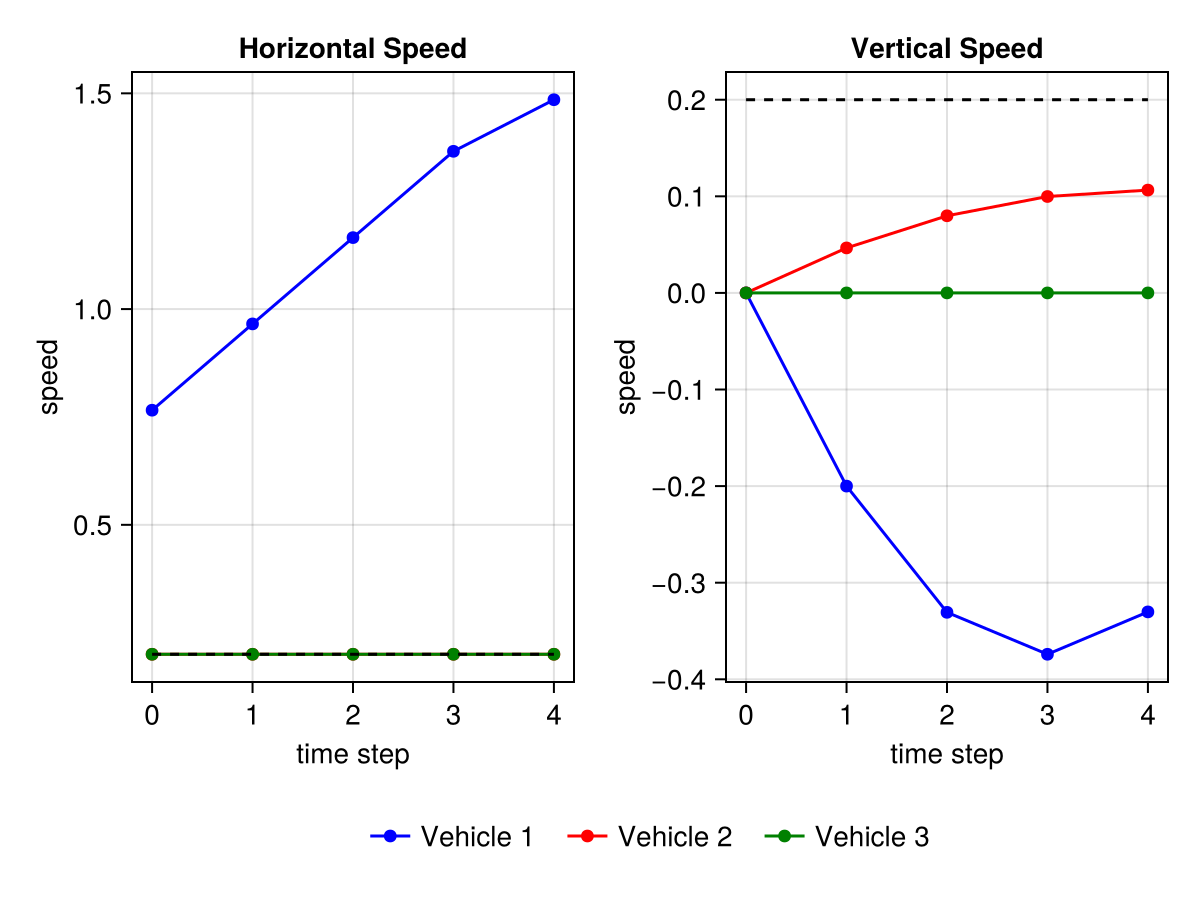 Horizontal Speed
1.5
1.0
0.5
speed
0 1 2 3 4
time step
Vertical Speed
0.2
0.1
0.0
−0.1
−0.2
−0.3
−0.4
speed
0 1 2 3 4
time step
Vehicle 1 Vehicle 2 Vehicle 3